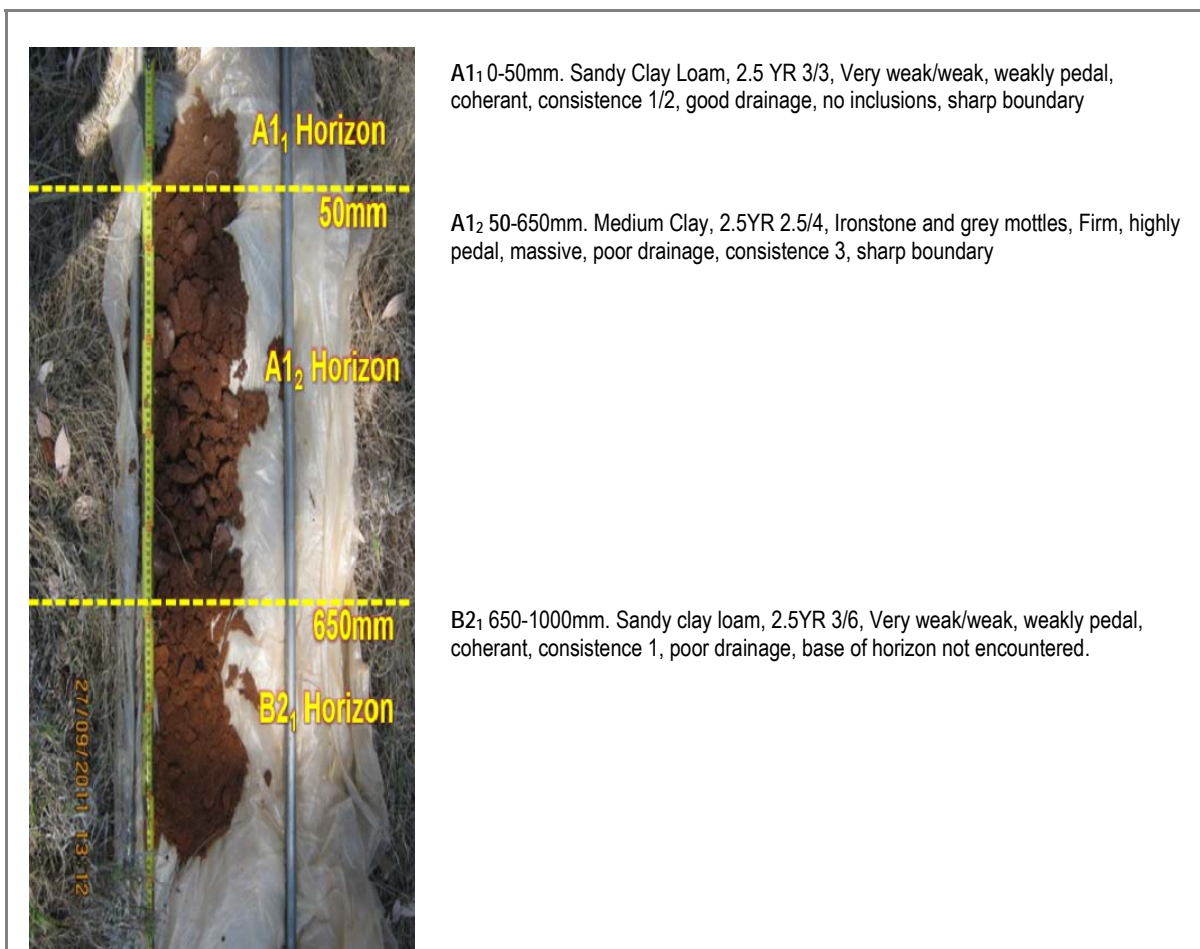 A1₁ Horizon
50mm
A1₂ Horizon
650mm
B2₁ Horizon
27/09/2011 13:12
A1₁ 0-50mm. Sandy Clay Loam, 2.5 YR 3/3, Very weak/weak, weakly pedal,
coherant, consistence 1/2, good drainage, no inclusions, sharp boundary
A1₂ 50-650mm. Medium Clay, 2.5YR 2.5/4, Ironstone and grey mottles, Firm, highly
pedal, massive, poor drainage, consistence 3, sharp boundary
B2₁ 650-1000mm. Sandy clay loam, 2.5YR 3/6, Very weak/weak, weakly pedal,
coherant, consistence 1, poor drainage, base of horizon not encountered.